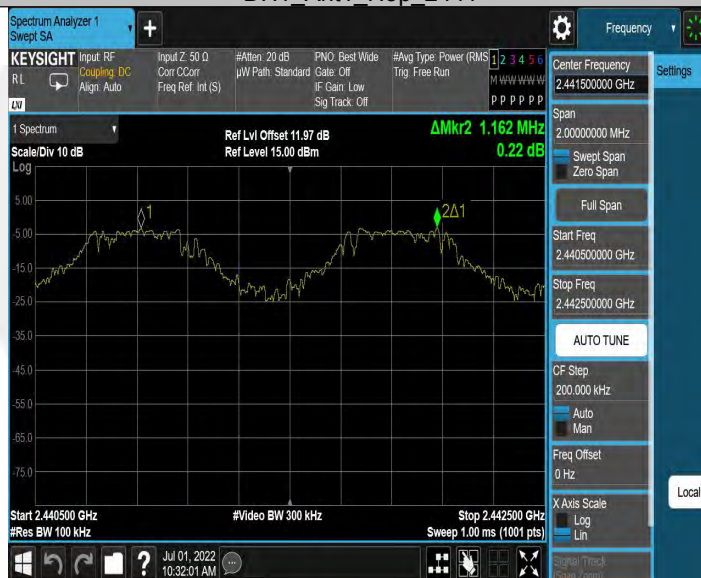 Spectrum Analyzer 1
Swept SA
Frequency
KEYSIGHT
Input: RF
Input Z: 50 Ω
#Atten: 20 dB
PNO: Best Wide
#Avg Type: Power (RMS
1 2 3 4 5 6
RL
Coupling: DC
Corr CCorr
µW Path: Standard
Gate: Off
Trig: Free Run
Align: Auto
Freq Ref: Int (S)
IF Gain: Low
Sig Track: Off
M W W W W W
P P P P P P
LXI
1 Spectrum
Scale/Div 10 dB
Ref Lvl Offset 11.97 dB
Ref Level 15.00 dBm
ΔMkr2 1.162 MHz
0.22 dB
Log
5.00
-5.00
-15.0
-25.0
-35.0
-45.0
-55.0
-65.0
-75.0
1
2Δ1
Start 2.440500 GHz
#Video BW 300 kHz
Stop 2.442500 GHz
#Res BW 100 kHz
Sweep 1.00 ms (1001 pts)
Jul 01, 2022
10:32:01 AM
Center Frequency
2.441500000 GHz
Settings
Span
2.00000000 MHz
Swept Span
Zero Span
Full Span
Start Freq
2.440500000 GHz
Stop Freq
2.442500000 GHz
AUTO TUNE
CF Step
200.000 kHz
Auto
Man
Freq Offset
0 Hz
X Axis Scale
Log
Lin
Local
Signal Track
(Span Zoom)